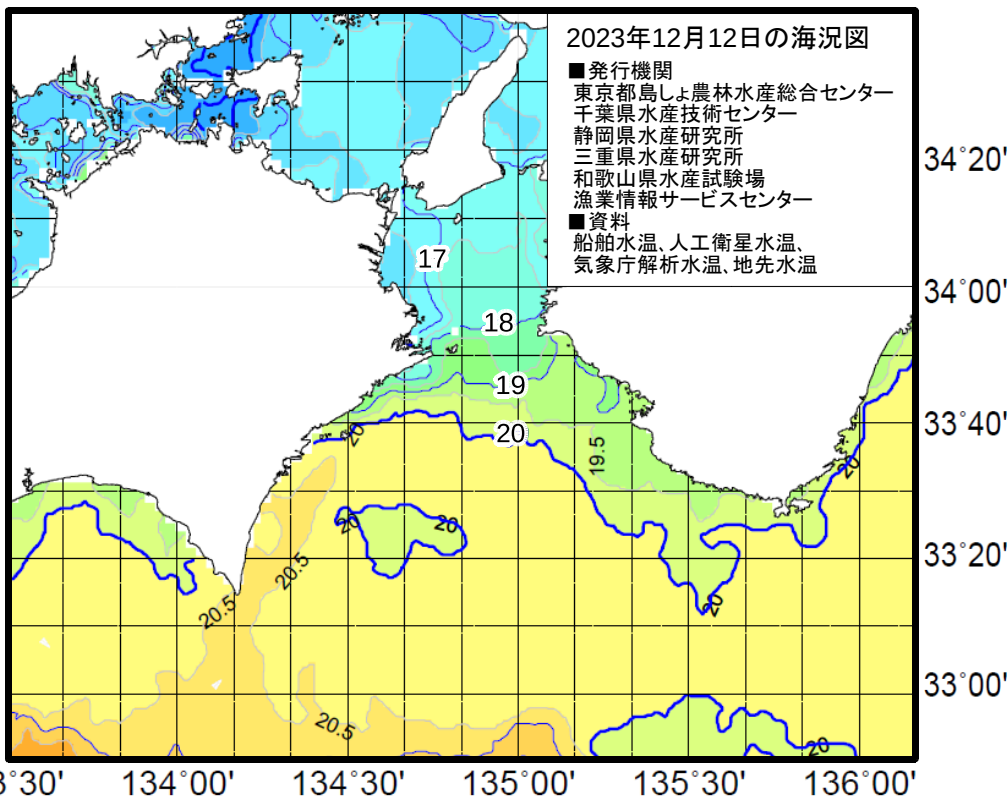 2023年12月12日の海況図
■発行機関
東京都島しょ農林水産総合センター
千葉県水産技術センター
静岡県水産研究所
三重県水産研究所
和歌山県水産試験場
漁業情報サービスセンター
■資料
船舶水温、人工衛星水温、
気象庁解析水温、地先水温
34°20'
17
34°00'
18
19
33°40'
20
20
19.5
20
20
20
33°20'
20.5
20.5
20
33°00'
20.5
20
3°30'
134°00'
134°30'
135°00'
135°30'
136°00'